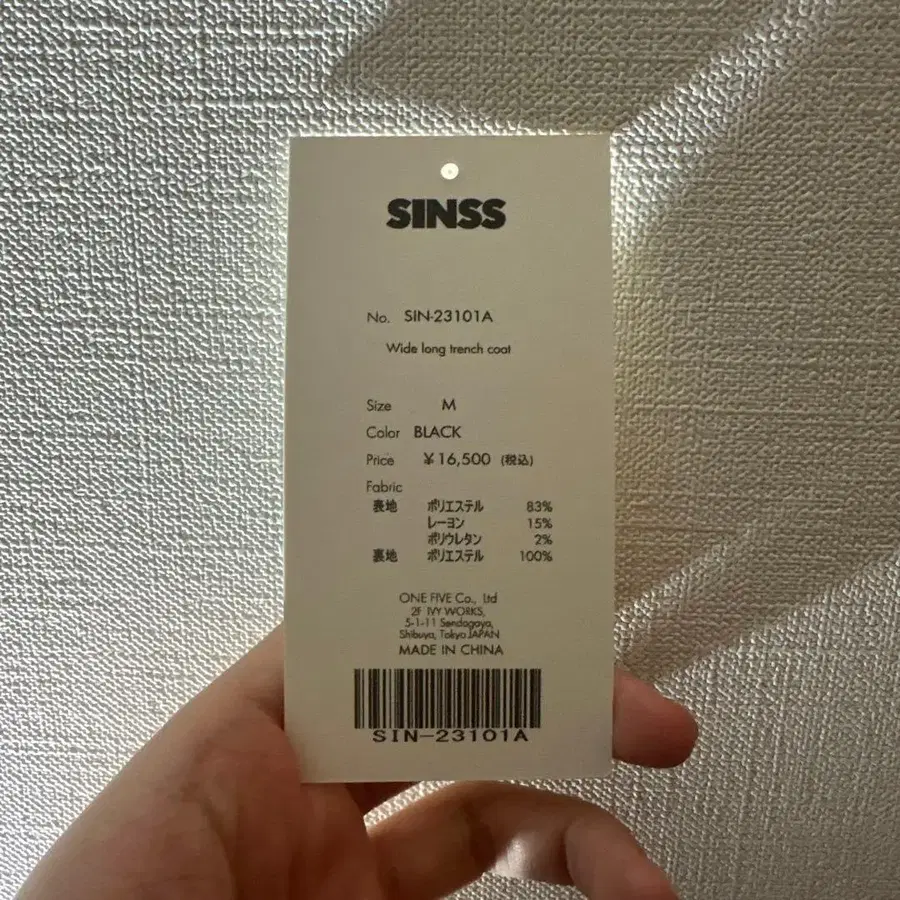 SINSS
No. SIN-23101A
Wide long trench coat
Size M
Color BLACK
Price ¥16,500 (税込)
Fabric
表地 ポリエステル 83%
レーヨン 15%
ポリウレタン 2%
裏地 ポリエステル 100%
ONE FIVE Co., Ltd
2F IVY WORKS,
5-1-11 Sendagaya,
Shibuya, Tokyo JAPAN
MADE IN CHINA
SIN-23101A